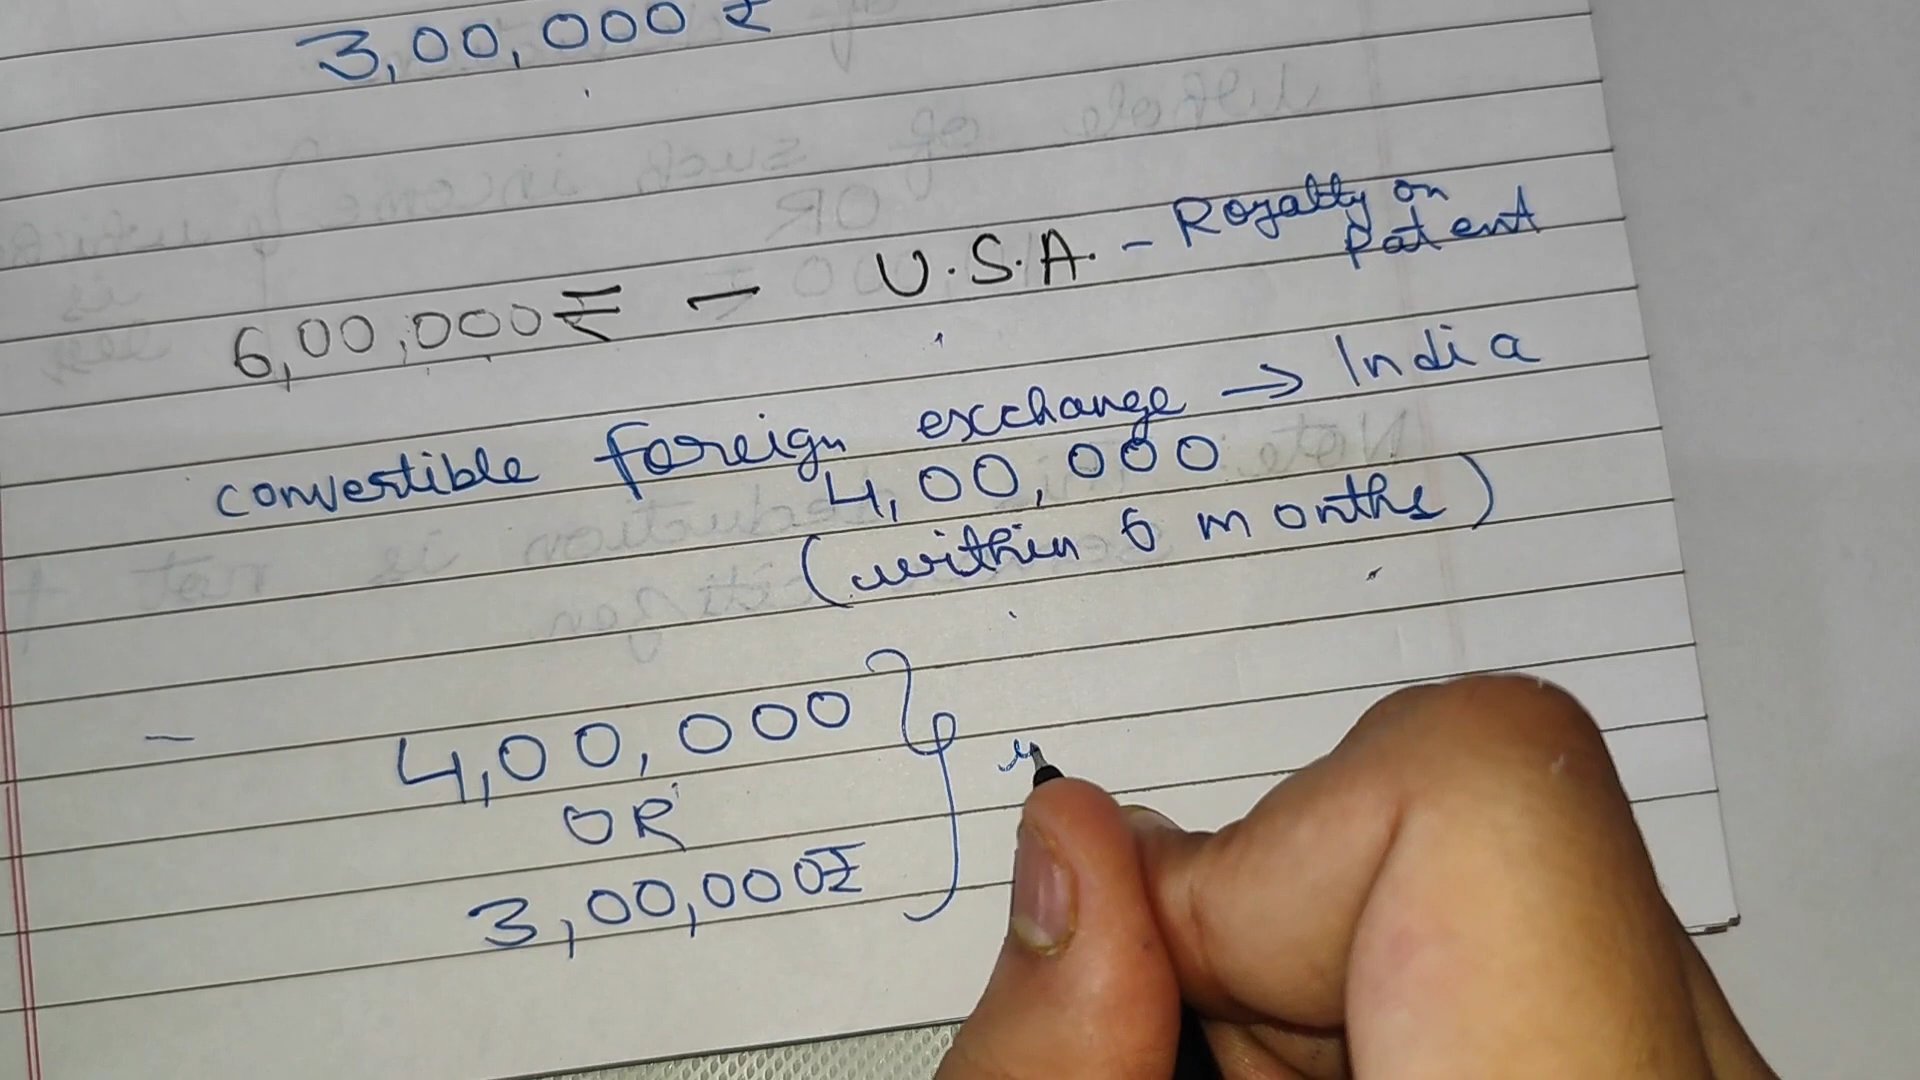 3,00,000 ₹
6,00,000₹ — U.S.A. - Royalty on
Patent
convertible foreign exchange → India
4,00,000
(within 6 months)
- 4,00,000
OR
3,00,000₹